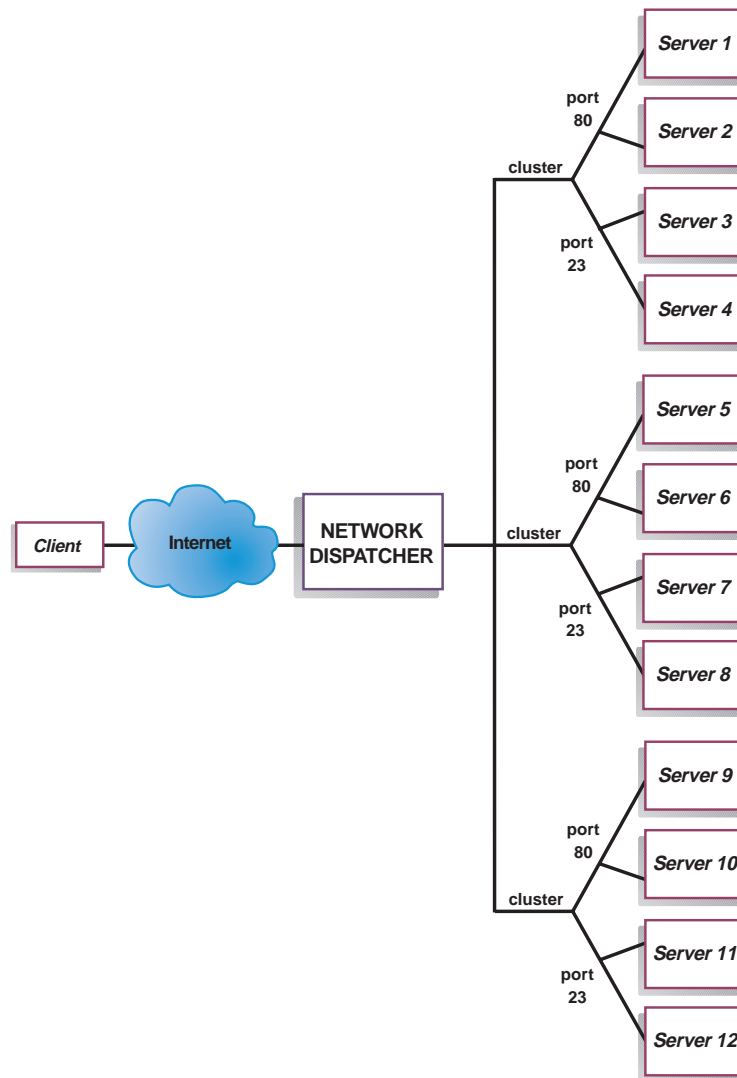 Server 1
port
80
Server 2
cluster
Server 3
port
23
Server 4
Server 5
port
80
Server 6
Client
Internet
NETWORK
DISPATCHER
cluster
Server 7
port
23
Server 8
Server 9
port
80
Server 10
cluster
Server 11
port
23
Server 12